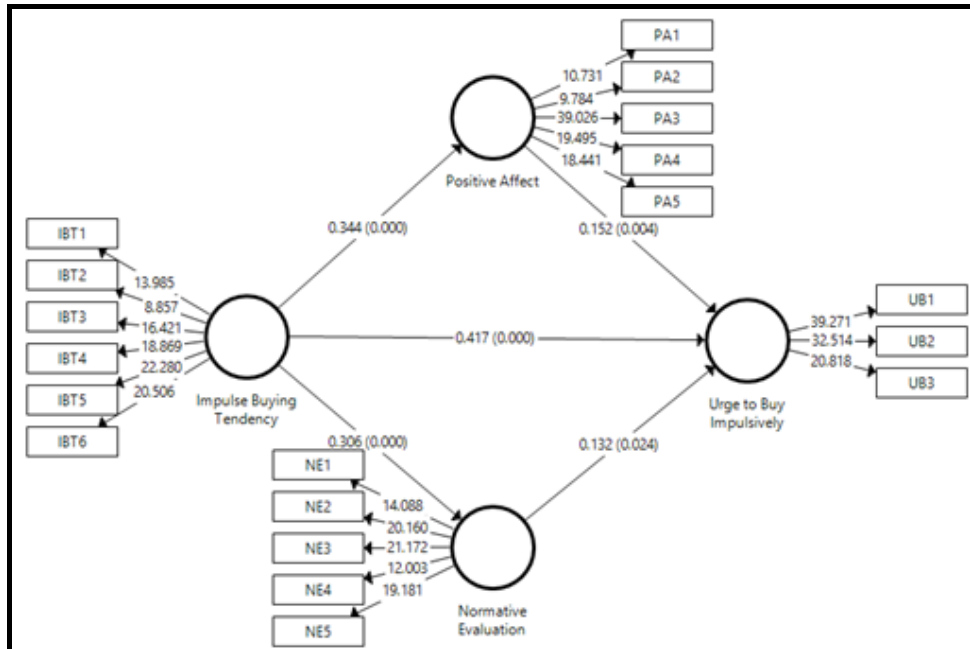 PA1
10.731
PA2
9.784
PA3
39.026
PA4
19.495
PA5
18.441
Positive Affect
0.344 (0.000)
0.152 (0.004)
IBT1
13.985
IBT2
8.857
IBT3
16.421
IBT4
18.869
IBT5
22.280
IBT6
20.506
Impulse Buying
Tendency
0.417 (0.000)
UB1
39.271
UB2
32.514
UB3
20.818
Urge to Buy
Impulsively
0.306 (0.000)
0.132 (0.024)
NE1
14.088
NE2
20.160
NE3
21.172
NE4
12.003
NE5
19.181
Normative
Evaluation